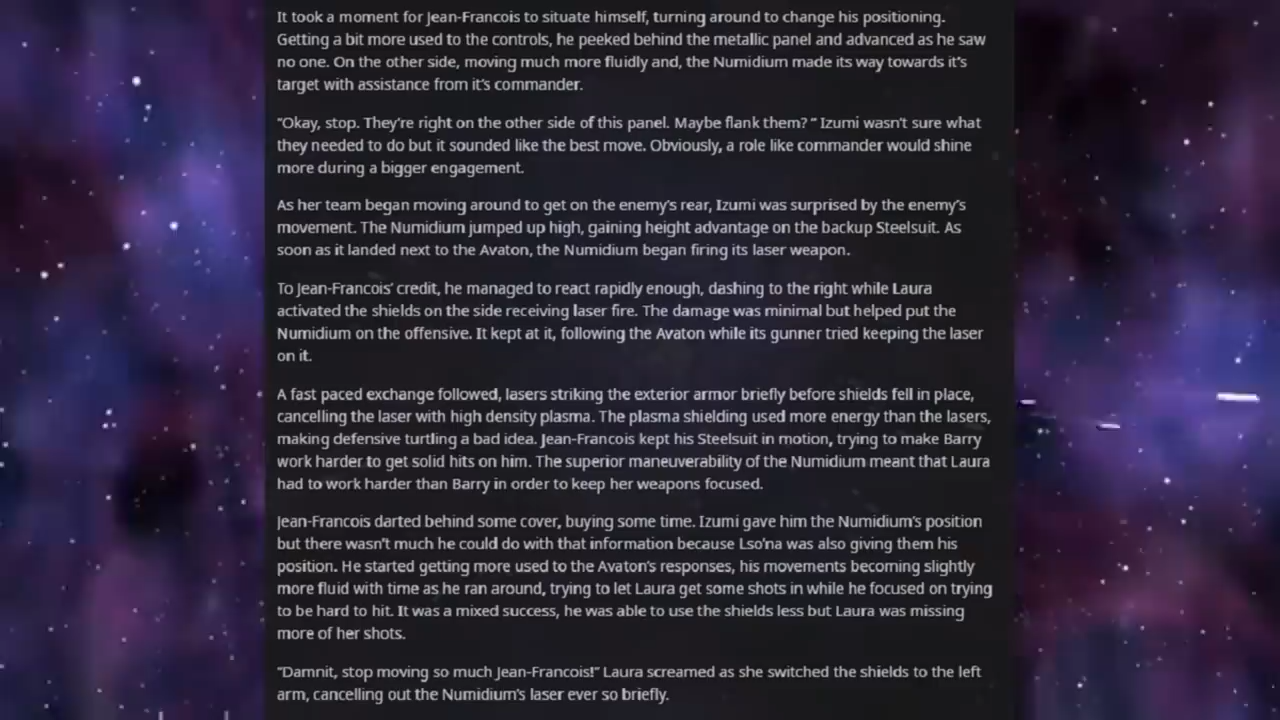 It took a moment for Jean-Francois to situate himself, turning around to change his positioning.
Getting a bit more used to the controls, he peeked behind the metallic panel and advanced as he saw
no one. On the other side, moving much more fluidly and, the Numidium made its way towards it's
target with assistance from it's commander.
"Okay, stop. They're right on the other side of this panel. Maybe flank them? " Izumi wasn't sure what
they needed to do but it sounded like the best move. Obviously, a role like commander would shine
more during a bigger engagement.
As her team began moving around to get on the enemy's rear, Izumi was surprised by the enemy's
movement. The Numidium jumped up high, gaining height advantage on the backup Steelsuit. As
soon as it landed next to the Avaton, the Numidium began firing its laser weapon.
To Jean-Francois' credit, he managed to react rapidly enough, dashing to the right while Laura
activated the shields on the side receiving laser fire. The damage was minimal but helped put the
Numidium on the offensive. It kept at it, following the Avaton while its gunner tried keeping the laser
on it.
A fast paced exchange followed, lasers striking the exterior armor briefly before shields fell in place,
cancelling the laser with high density plasma. The plasma shielding used more energy than the lasers,
making defensive turtling a bad idea. Jean-Francois kept his Steelsuit in motion, trying to make Barry
work harder to get solid hits on him. The superior maneuverability of the Numidium meant that Laura
had to work harder than Barry in order to keep her weapons focused.
Jean-Francois darted behind some cover, buying some time. Izumi gave him the Numidium's position
but there wasn't much he could do with that information because Lso'na was also giving them his
position. He started getting more used to the Avaton's responses, his movements becoming slightly
more fluid with time as he ran around, trying to let Laura get some shots in while he focused on trying
to be hard to hit. It was a mixed success, he was able to use the shields less but Laura was missing
more of her shots.
"Damnit, stop moving so much Jean-Francois!" Laura screamed as she switched the shields to the left
arm, cancelling out the Numidium's laser ever so briefly.